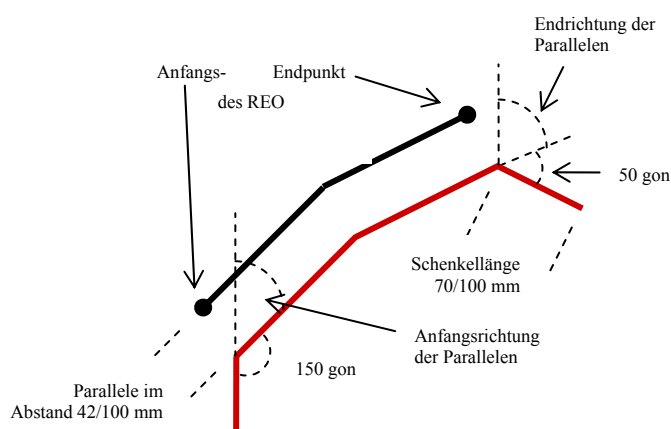 Endrichtung der
Parallelen
Anfangs-
Endpunkt
des REO
50 gon
Schenkellänge
70/100 mm
Anfangsrichtung
der Parallelen
150 gon
Parallele im
Abstand 42/100 mm